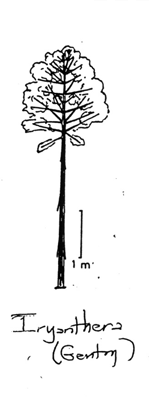 1 m.
Iryanthera
(Gentry)